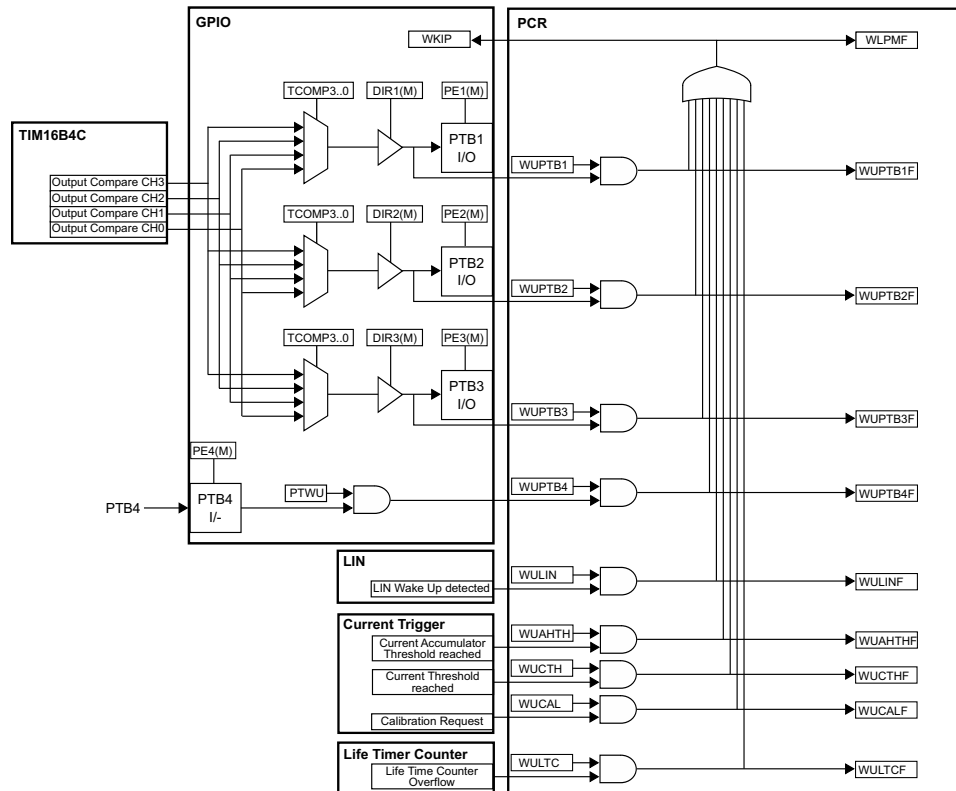 GPIO
PCR
WKIP
WLPMF
TCOMP3..0
DIR1(M)
PE1(M)
TIM16B4C
PTB1
I/O
WUPTB1
WUPTB1F
Output Compare CH3
Output Compare CH2
Output Compare CH1
Output Compare CH0
TCOMP3..0
DIR2(M)
PE2(M)
PTB2
I/O
WUPTB2
WUPTB2F
TCOMP3..0
DIR3(M)
PE3(M)
PTB3
I/O
WUPTB3
WUPTB3F
PE4(M)
PTB4
PTB4
I/-
PTWU
WUPTB4
WUPTB4F
LIN
LIN Wake Up detected
WULIN
WULINF
Current Trigger
Current Accumulator
Threshold reached
WUAHTH
WUAHTHF
Current Threshold
reached
WUCTH
WUCTHF
Calibration Request
WUCAL
WUCALF
Life Timer Counter
Life Time Counter
Overflow
WULTC
WULTCF